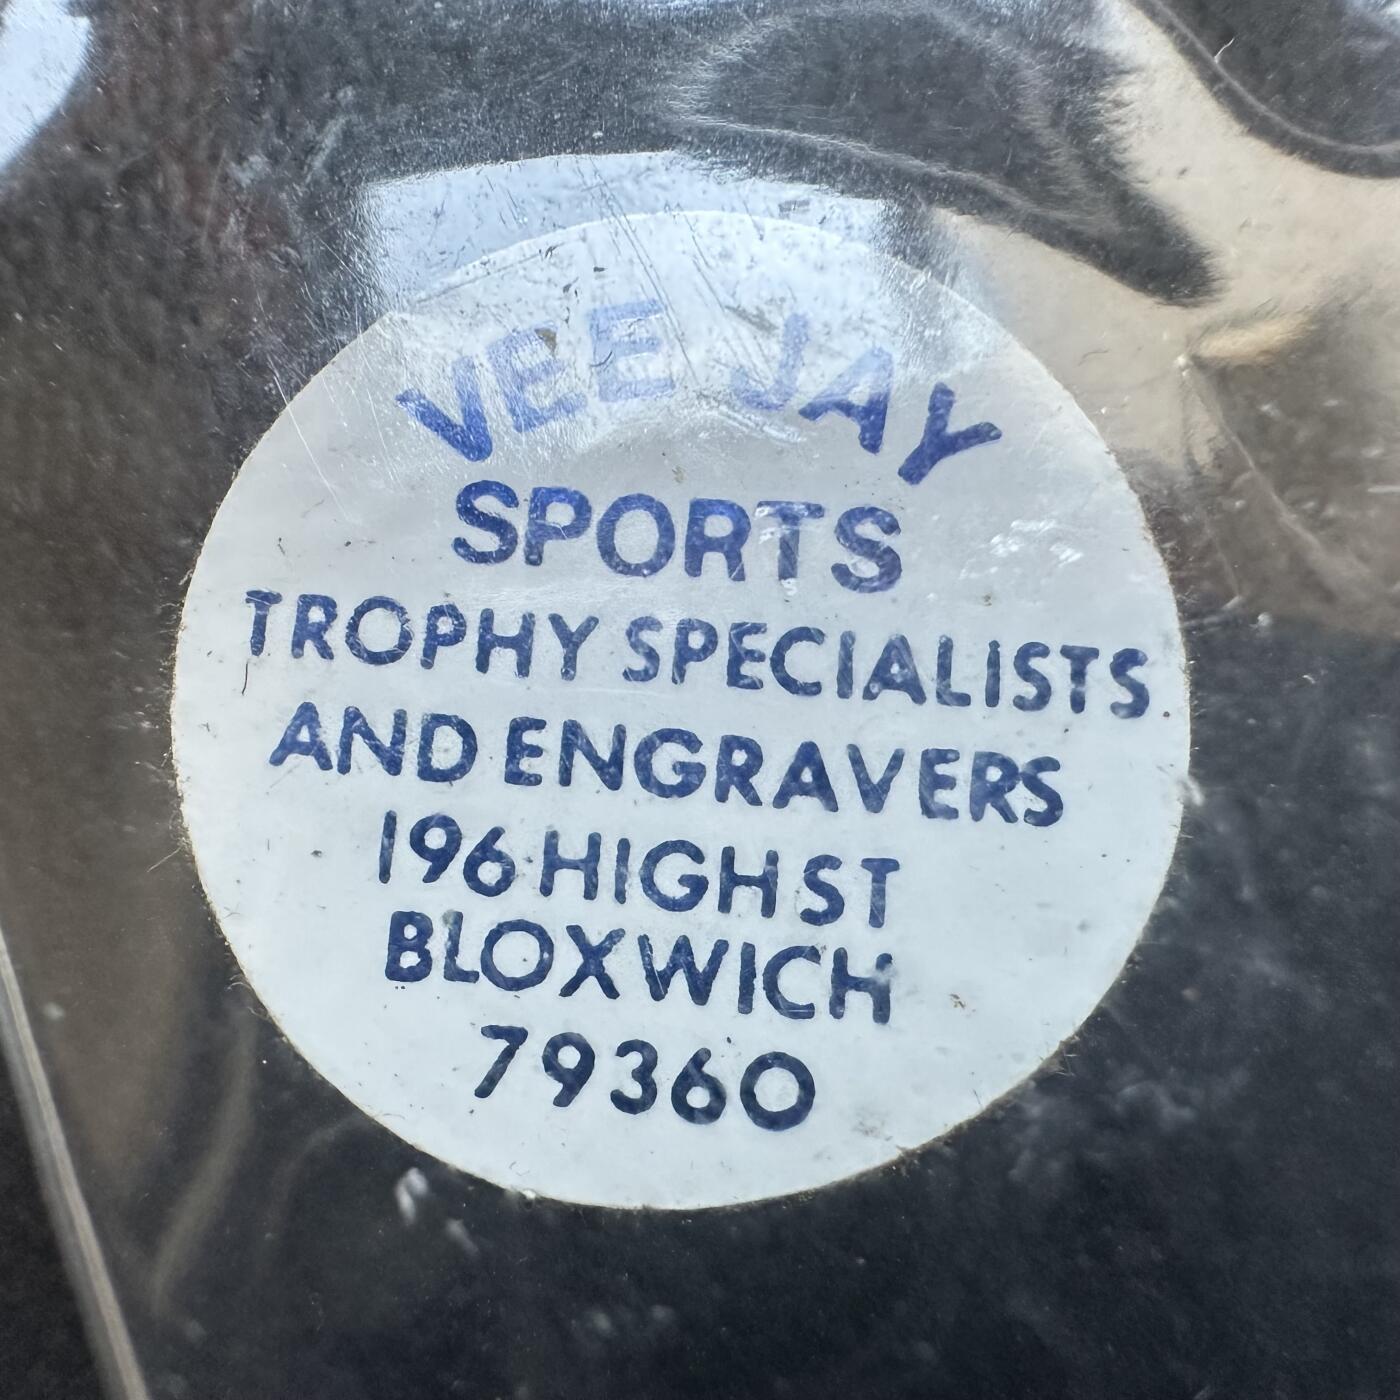 VEE JAY
SPORTS
TROPHY SPECIALISTS
AND ENGRAVERS
196 HIGH ST
BLOXWICH
79360